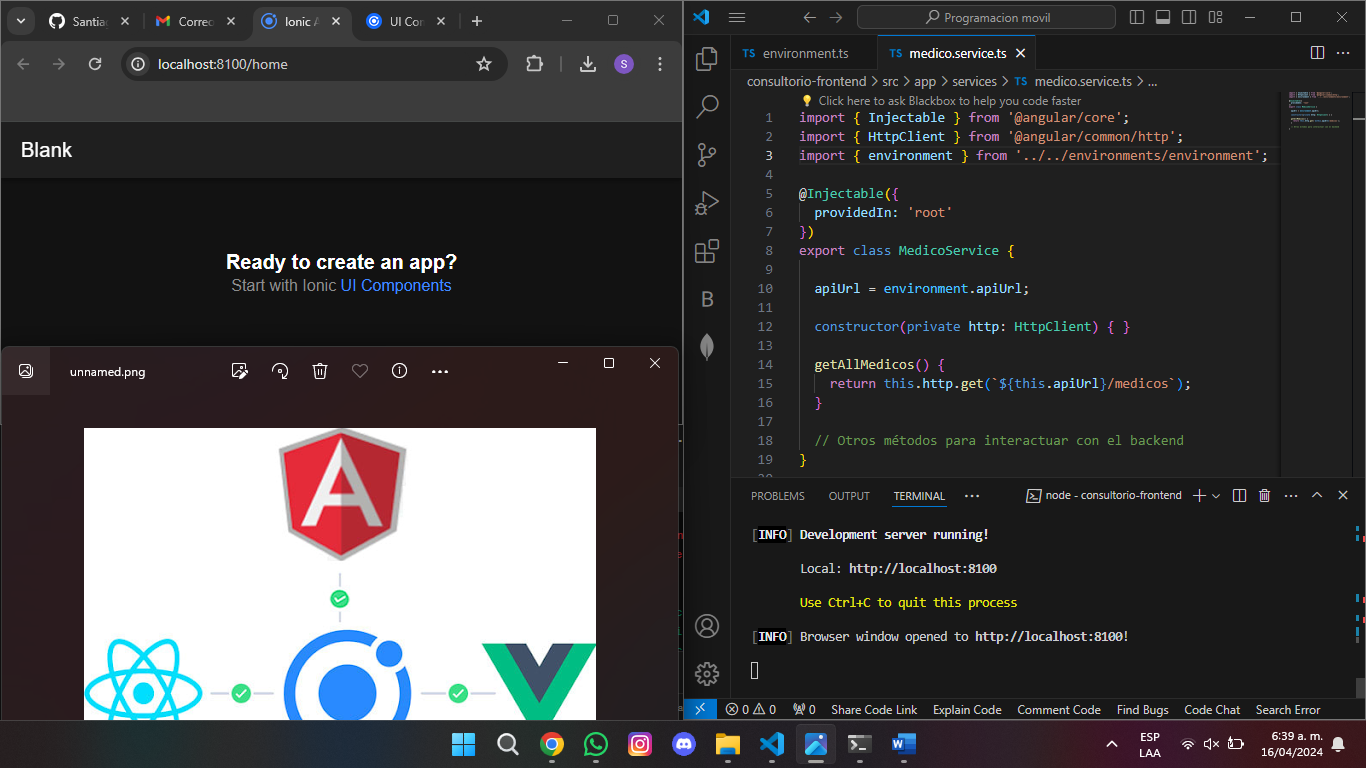 Santia
Correo
Ionic A
UI Con
localhost:8100/home
S
Blank
Ready to create an app?
Start with Ionic UI Components
unnamed.png
Programacion movil
TS environment.ts
TS medico.service.ts
consultorio-frontend > src > app > services > TS medico.service.ts > ...
Click here to ask Blackbox to help you code faster
1 import { Injectable } from '@angular/core';
2 import { HttpClient } from '@angular/common/http';
3 import { environment } from '../../environments/environment';
4
5 @Injectable({
6 providedIn: 'root'
7 })
8 export class MedicoService {
9
10 apiUrl = environment.apiUrl;
11
12 constructor(private http: HttpClient) { }
13
14 getAllMedicos() {
15 return this.http.get(`${this.apiUrl}/medicos`);
16 }
17
18 // Otros métodos para interactuar con el backend
19 }
B
PROBLEMS OUTPUT TERMINAL ... node - consultorio-frontend
[INFO] Development server running!
Local: http://localhost:8100
Use Ctrl+C to quit this process
[INFO] Browser window opened to http://localhost:8100!
0 0 0 Share Code Link Explain Code Comment Code Find Bugs Code Chat Search Error
ESP
LAA
6:39 a. m.
16/04/2024